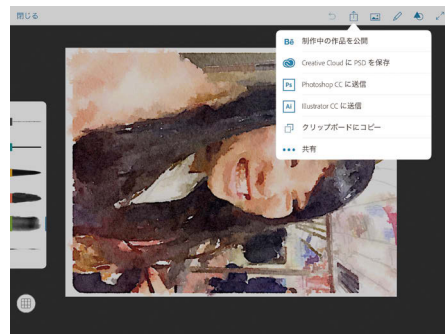 閉じる
Bē 制作中の作品を公開
Creative Cloud に PSD を保存
Ps Photoshop CC に送信
Ai Illustrator CC に送信
クリップボードにコピー
共有